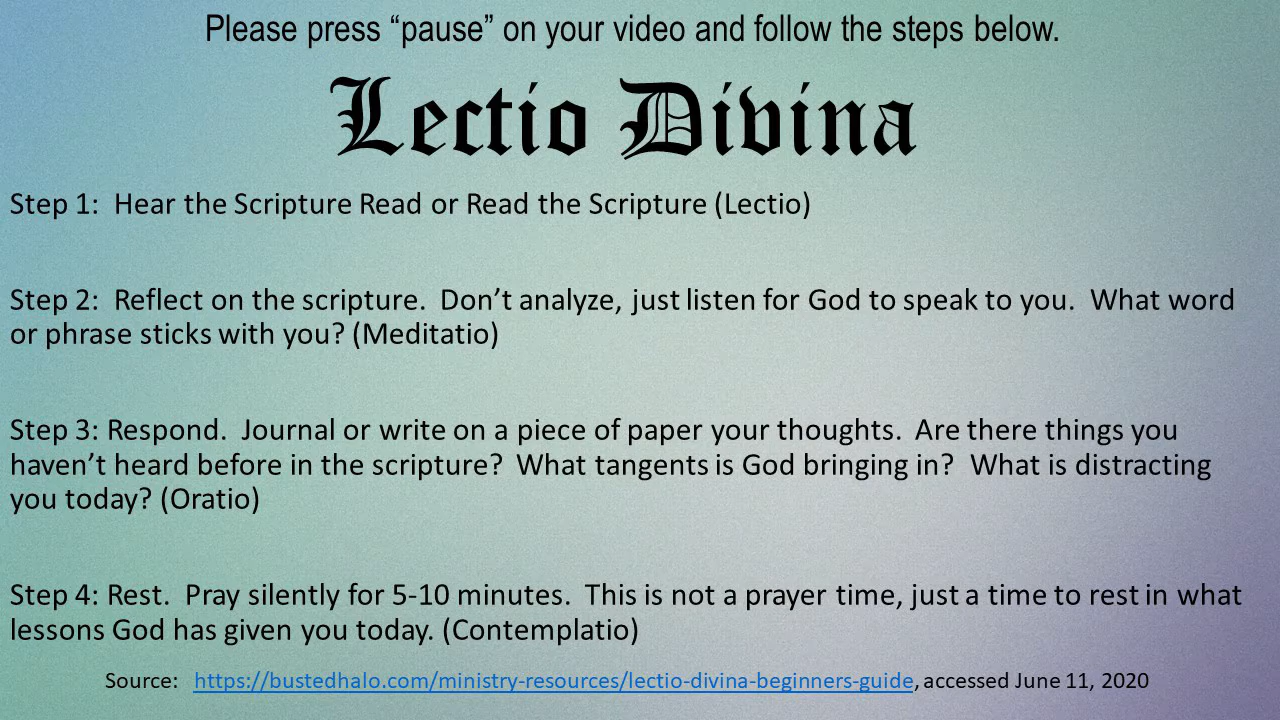 Please press “pause” on your video and follow the steps below.
Lectio Divina
Step 1:  Hear the Scripture Read or Read the Scripture (Lectio)
Step 2:  Reflect on the scripture.  Don’t analyze, just listen for God to speak to you.  What word
or phrase sticks with you? (Meditatio)
Step 3: Respond.  Journal or write on a piece of paper your thoughts.  Are there things you
haven’t heard before in the scripture?  What tangents is God bringing in?  What is distracting
you today? (Oratio)
Step 4: Rest.  Pray silently for 5-10 minutes.  This is not a prayer time, just a time to rest in what
lessons God has given you today. (Contemplatio)
Source:   https://bustedhalo.com/ministry-resources/lectio-divina-beginners-guide, accessed June 11, 2020